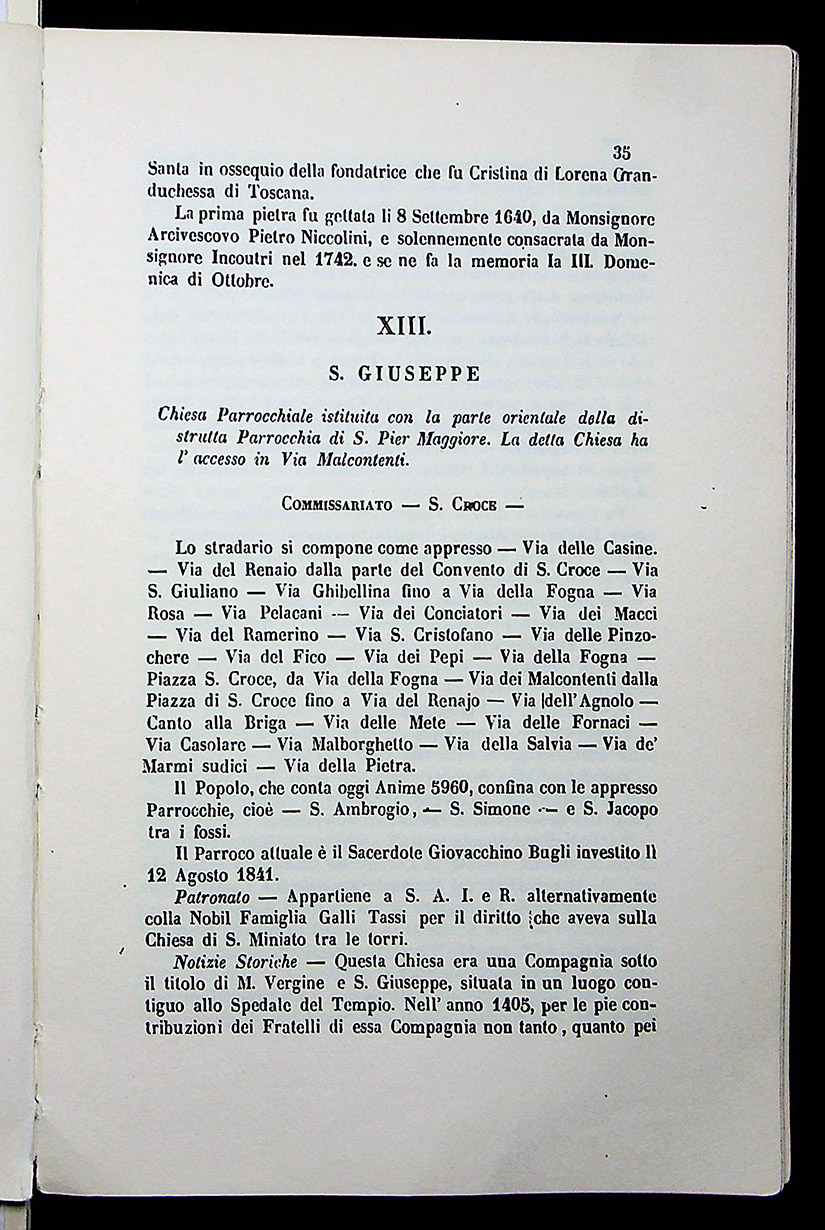 35
Santa in ossequio della fondatrice che fu Cristina di Lorena Gran-
duchessa di Toscana.
La prima pietra fu gettata li 8 Settembre 1640, da Monsignore
Arcivescovo Pietro Niccolini, e solennemente consacrata da Mon-
signore Incoutri nel 1742. e se ne fa la memoria la III. Dome-
nica di Ottobre.
XIII.
S. GIUSEPPE
Chiesa Parrocchiale istituita con la parte orientale della di-
strutta Parrocchia di S. Pier Maggiore. La detta Chiesa ha
l' accesso in Via Malcontenti.
COMMISSARIATO — S. CROCE —
Lo stradario si compone come appresso — Via delle Casine.
— Via del Renaio dalla parte del Convento di S. Croce — Via
S. Giuliano — Via Ghibellina fino a Via della Fogna — Via
Rosa — Via Pelacani — Via dei Conciatori — Via dei Macci
— Via del Ramerino — Via S. Cristofano — Via delle Pinzo-
chere — Via del Fico — Via dei Pepi — Via della Fogna —
Piazza S. Croce, da Via della Fogna — Via dei Malcontenti dalla
Piazza di S. Croce fino a Via del Renajo — Via |dell' Agnolo —
Canto alla Briga — Via delle Mete — Via delle Fornaci —
Via Casolare — Via Malborghetto — Via della Salvia — Via de'
Marmi sudici — Via della Pietra.
Il Popolo, che conta oggi Anime 5960, confina con le appresso
Parrocchie, cioè — S. Ambrogio, — S. Simone — e S. Jacopo
tra i fossi.
Il Parroco attuale è il Sacerdote Giovacchino Bugli investito Il
12 Agosto 1841.
Patronato — Appartiene a S. A. I. e R. alternativamente
colla Nobil Famiglia Galli Tassi per il diritto che aveva sulla
Chiesa di S. Miniato tra le torri.
Notizie Storiche — Questa Chiesa era una Compagnia sotto
il titolo di M. Vergine e S. Giuseppe, situata in un luogo con-
tiguo allo Spedale del Tempio. Nell' anno 1405, per le pie con-
tribuzioni dei Fratelli di essa Compagnia non tanto, quanto pei